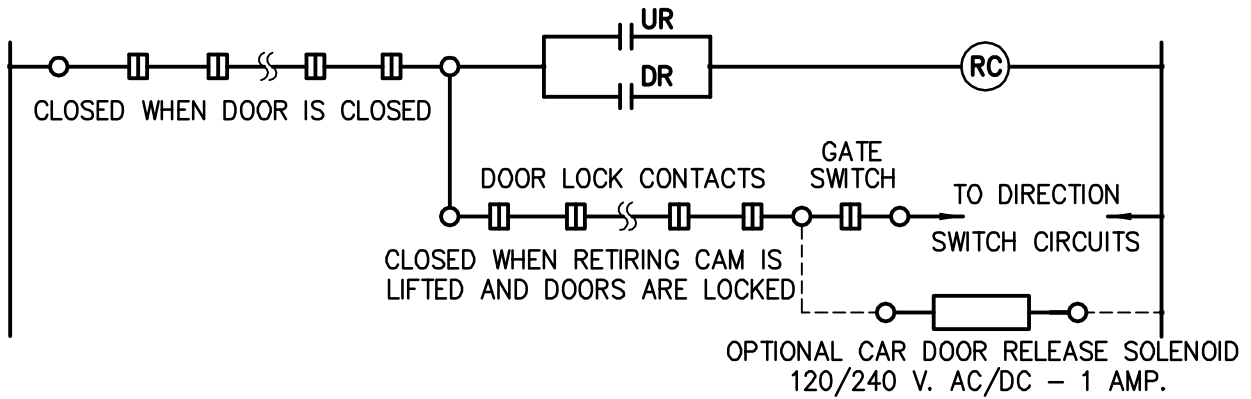 UR
RC
DR
CLOSED WHEN DOOR IS CLOSED
GATE
SWITCH
DOOR LOCK CONTACTS
TO DIRECTION
SWITCH CIRCUITS
CLOSED WHEN RETIRING CAM IS
LIFTED AND DOORS ARE LOCKED
OPTIONAL CAR DOOR RELEASE SOLENOID
120/240 V. AC/DC – 1 AMP.